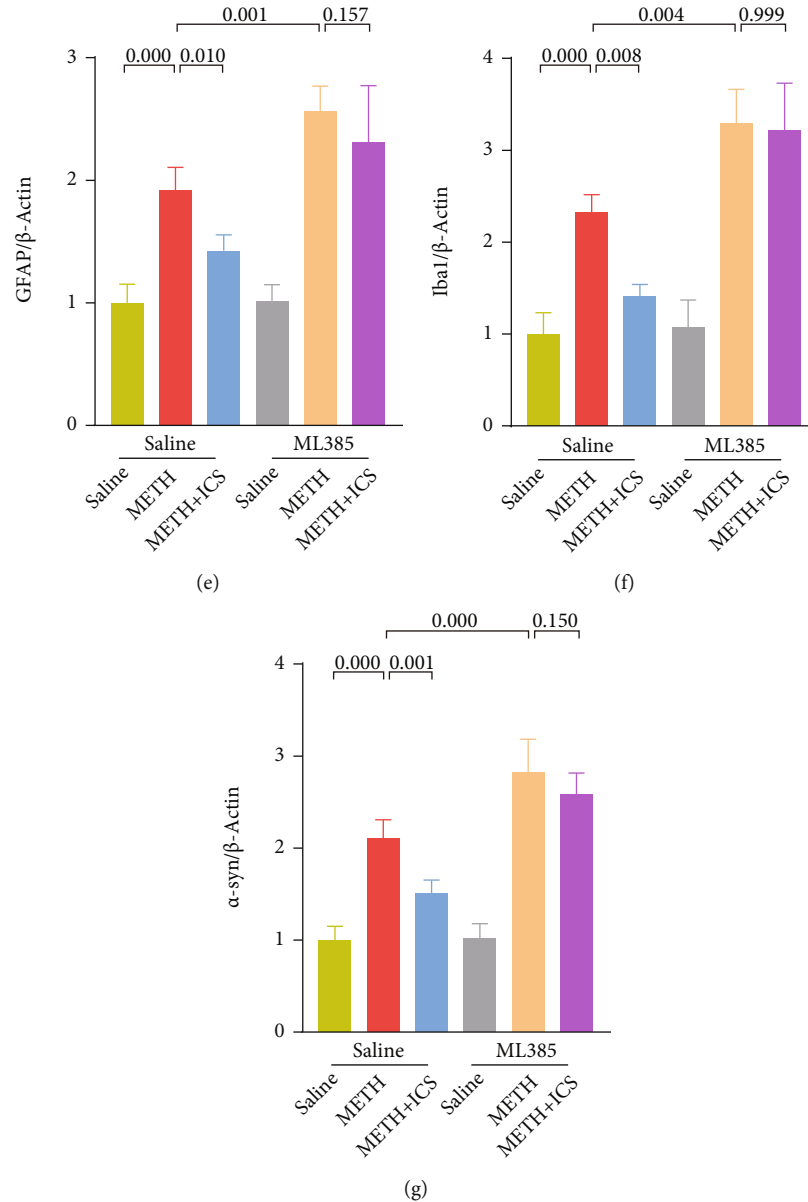 0.001
0.157
0.000
0.010
3
2
1
0
GFAP/β-Actin
Saline
ML385
Saline
METH
METH+ICS
Saline
METH
METH+ICS
(e)
0.004
0.999
0.000
0.008
4
3
2
1
0
Iba1/β-Actin
Saline
ML385
Saline
METH
METH+ICS
Saline
METH
METH+ICS
(f)
0.000
0.150
0.000
0.001
4
3
2
1
0
α-syn/β-Actin
Saline
ML385
Saline
METH
METH+ICS
Saline
METH
METH+ICS
(g)